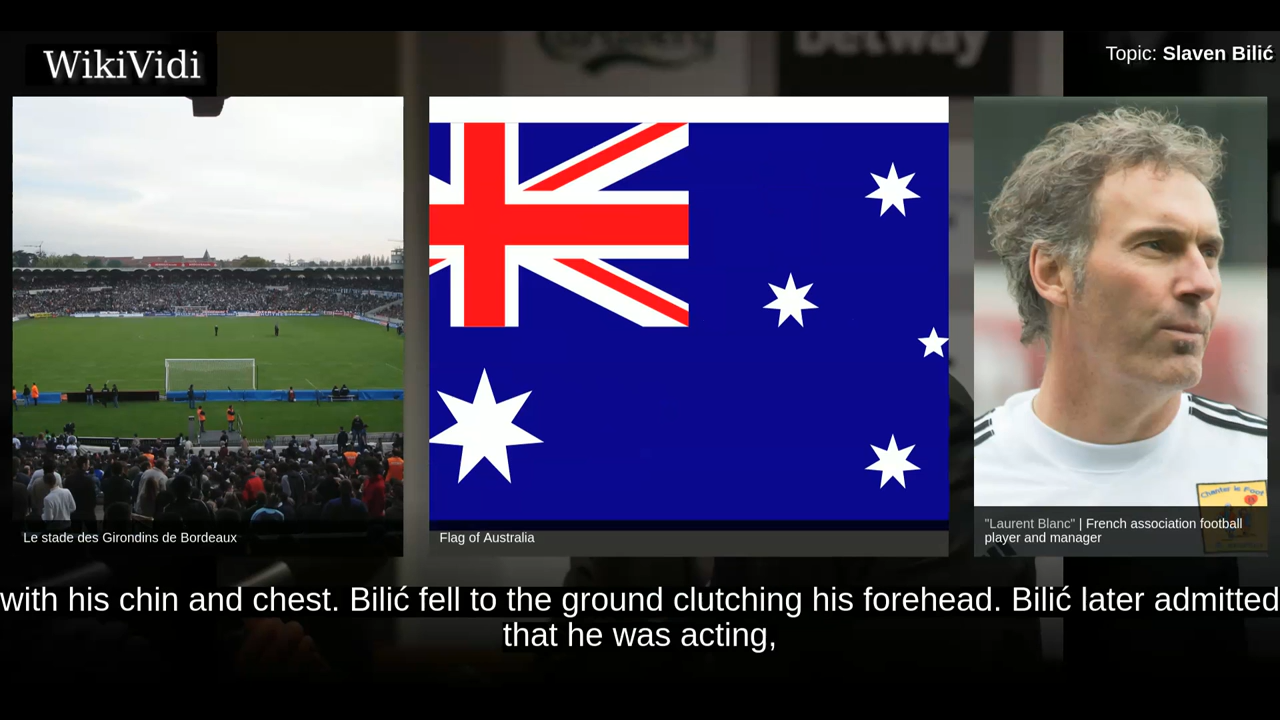 WikiVidi
Topic: Slaven Bilić
Le stade des Girondins de Bordeaux
Flag of Australia
"Laurent Blanc" | French association football
player and manager
Betway
with his chin and chest. Bilić fell to the ground clutching his forehead. Bilić later admitted
that he was acting,